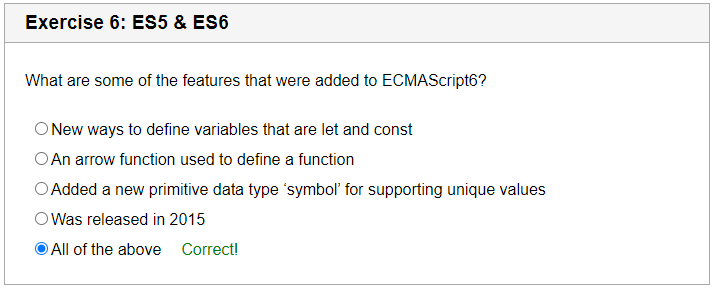 Exercise 6: ES5 & ES6
What are some of the features that were added to ECMAScript6?
New ways to define variables that are let and const
An arrow function used to define a function
Added a new primitive data type ‘symbol’ for supporting unique values
Was released in 2015
All of the above Correct!